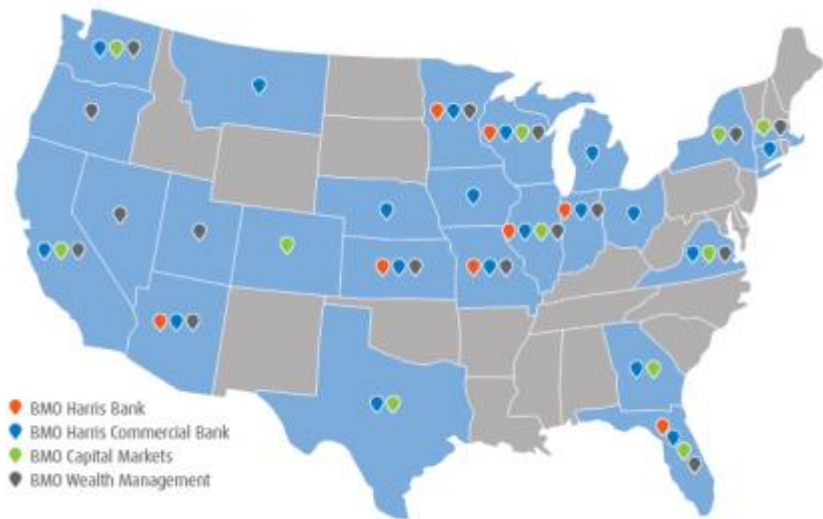 BMO Harris Bank
BMO Harris Commercial Bank
BMO Capital Markets
BMO Wealth Management